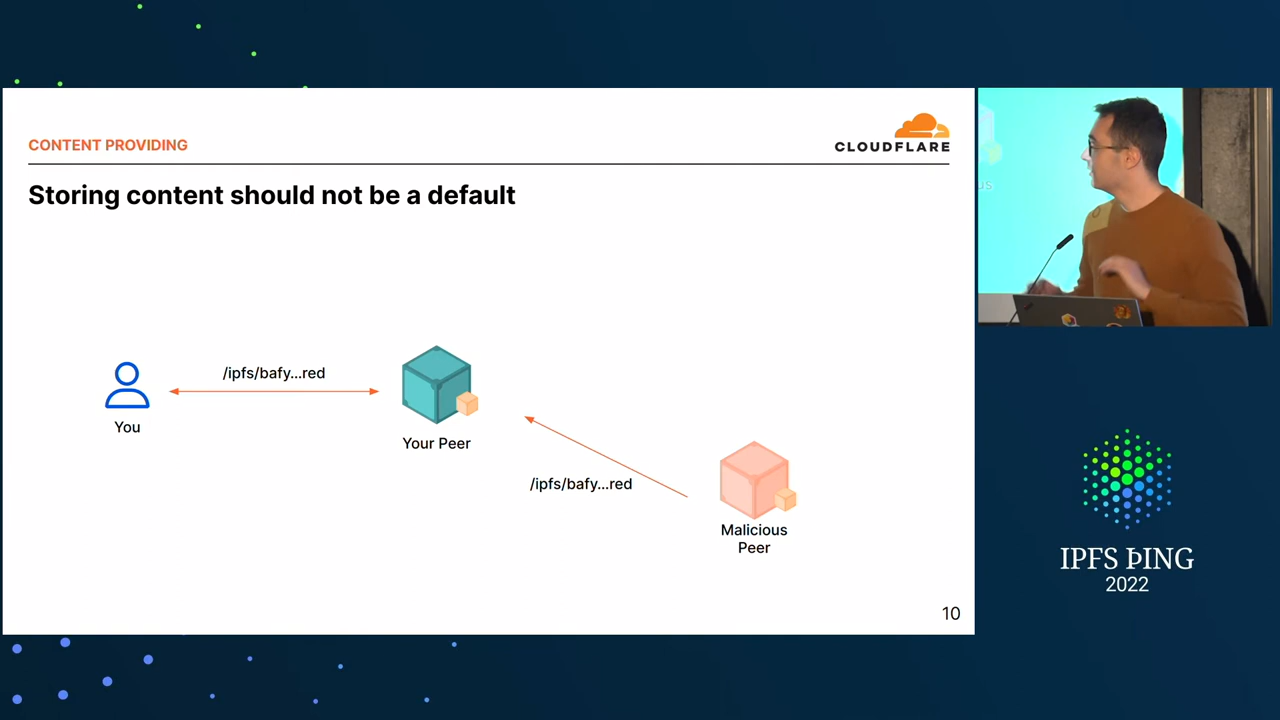 CONTENT PROVIDING
CLOUDFLARE
Storing content should not be a default
/ipfs/bafy...red
You
Your Peer
/ipfs/bafy...red
Malicious
Peer
10
us
IPFS ÞING
2022